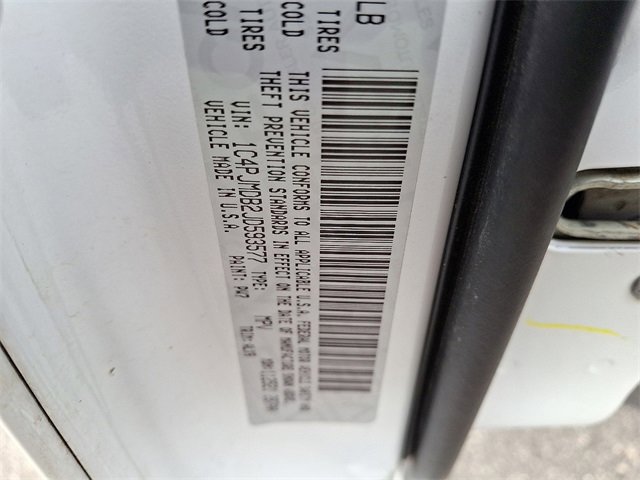 LB
TIRES COLD
TIRES COLD
THIS VEHICLE CONFORMS TO ALL APPLICABLE U.S.A. FEDERAL MOTOR VEHICLE SAFETY AND
THEFT PREVENTION STANDARDS IN EFFECT ON THE DATE OF MANUFACTURE SHOWN ABOVE.
VIN: 1C4PJMDB2JD593577 TYPE: MPV
VEHICLE MADE IN U.S.A. PAINT: PW7 TRIM: